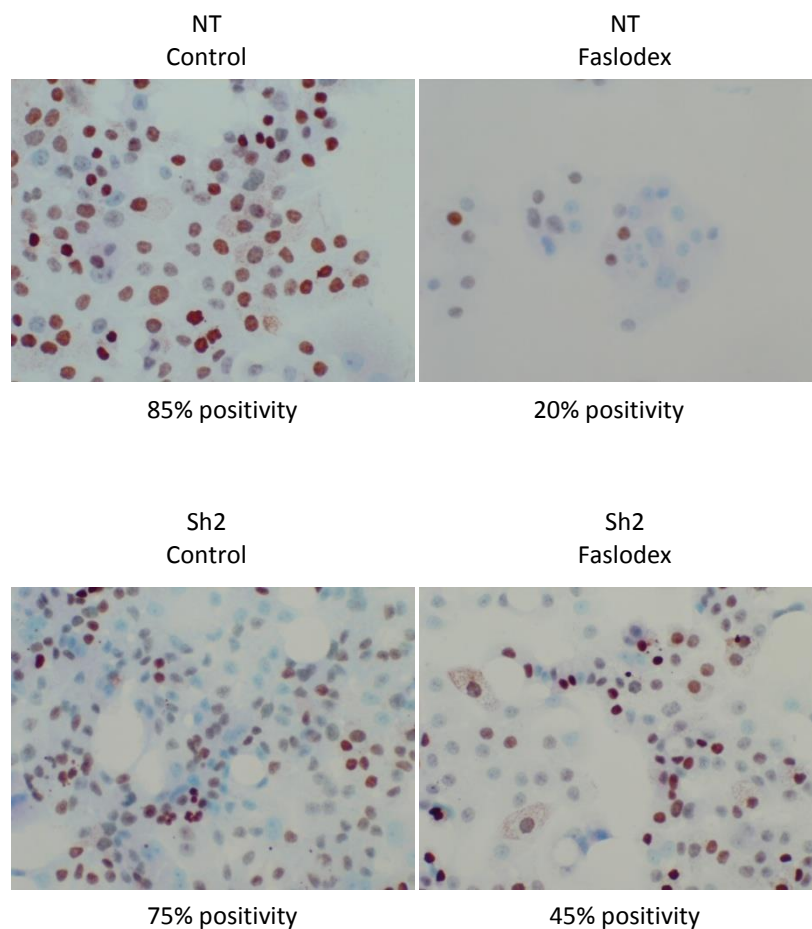 NT
Control
NT
Faslodex
85% positivity
20% positivity
Sh2
Control
Sh2
Faslodex
75% positivity
45% positivity